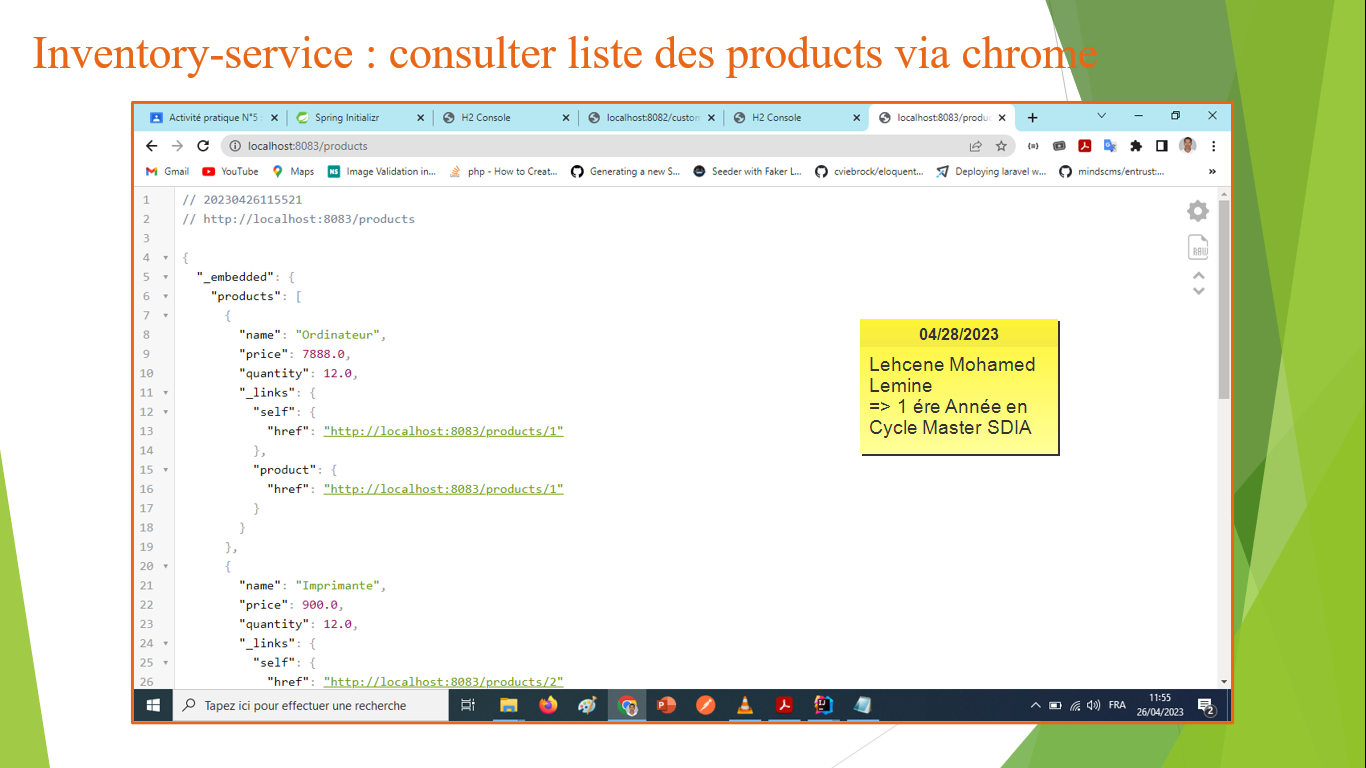 Inventory-service : consulter liste des products via chrome
Activité pratique N°5 :
Spring Initializr
H2 Console
localhost:8082/custom
H2 Console
localhost:8083/produc
localhost:8083/products
Gmail
YouTube
Maps
NS
Image Validation in...
php - How to Creat...
Generating a new S...
Seeder with Faker L...
cviebrock/eloquent...
Deploying laravel w...
mindscms/entrust:...
»
1 // 20230426115521
2 // http://localhost:8083/products
3
4 {
5 "_embedded": {
6 "products": [
7 {
8 "name": "Ordinateur",
9 "price": 7888.0,
10 "quantity": 12.0,
11 "_links": {
12 "self": {
13 "href": "http://localhost:8083/products/1"
14 },
15 "product": {
16 "href": "http://localhost:8083/products/1"
17 }
18 }
19 },
20 {
21 "name": "Imprimante",
22 "price": 900.0,
23 "quantity": 12.0,
24 "_links": {
25 "self": {
26 "href": "http://localhost:8083/products/2"
RAW
04/28/2023
Lehcene Mohamed
Lemine
=> 1 ére Année en
Cycle Master SDIA
Tapez ici pour effectuer une recherche
FRA
11:55
26/04/2023
2